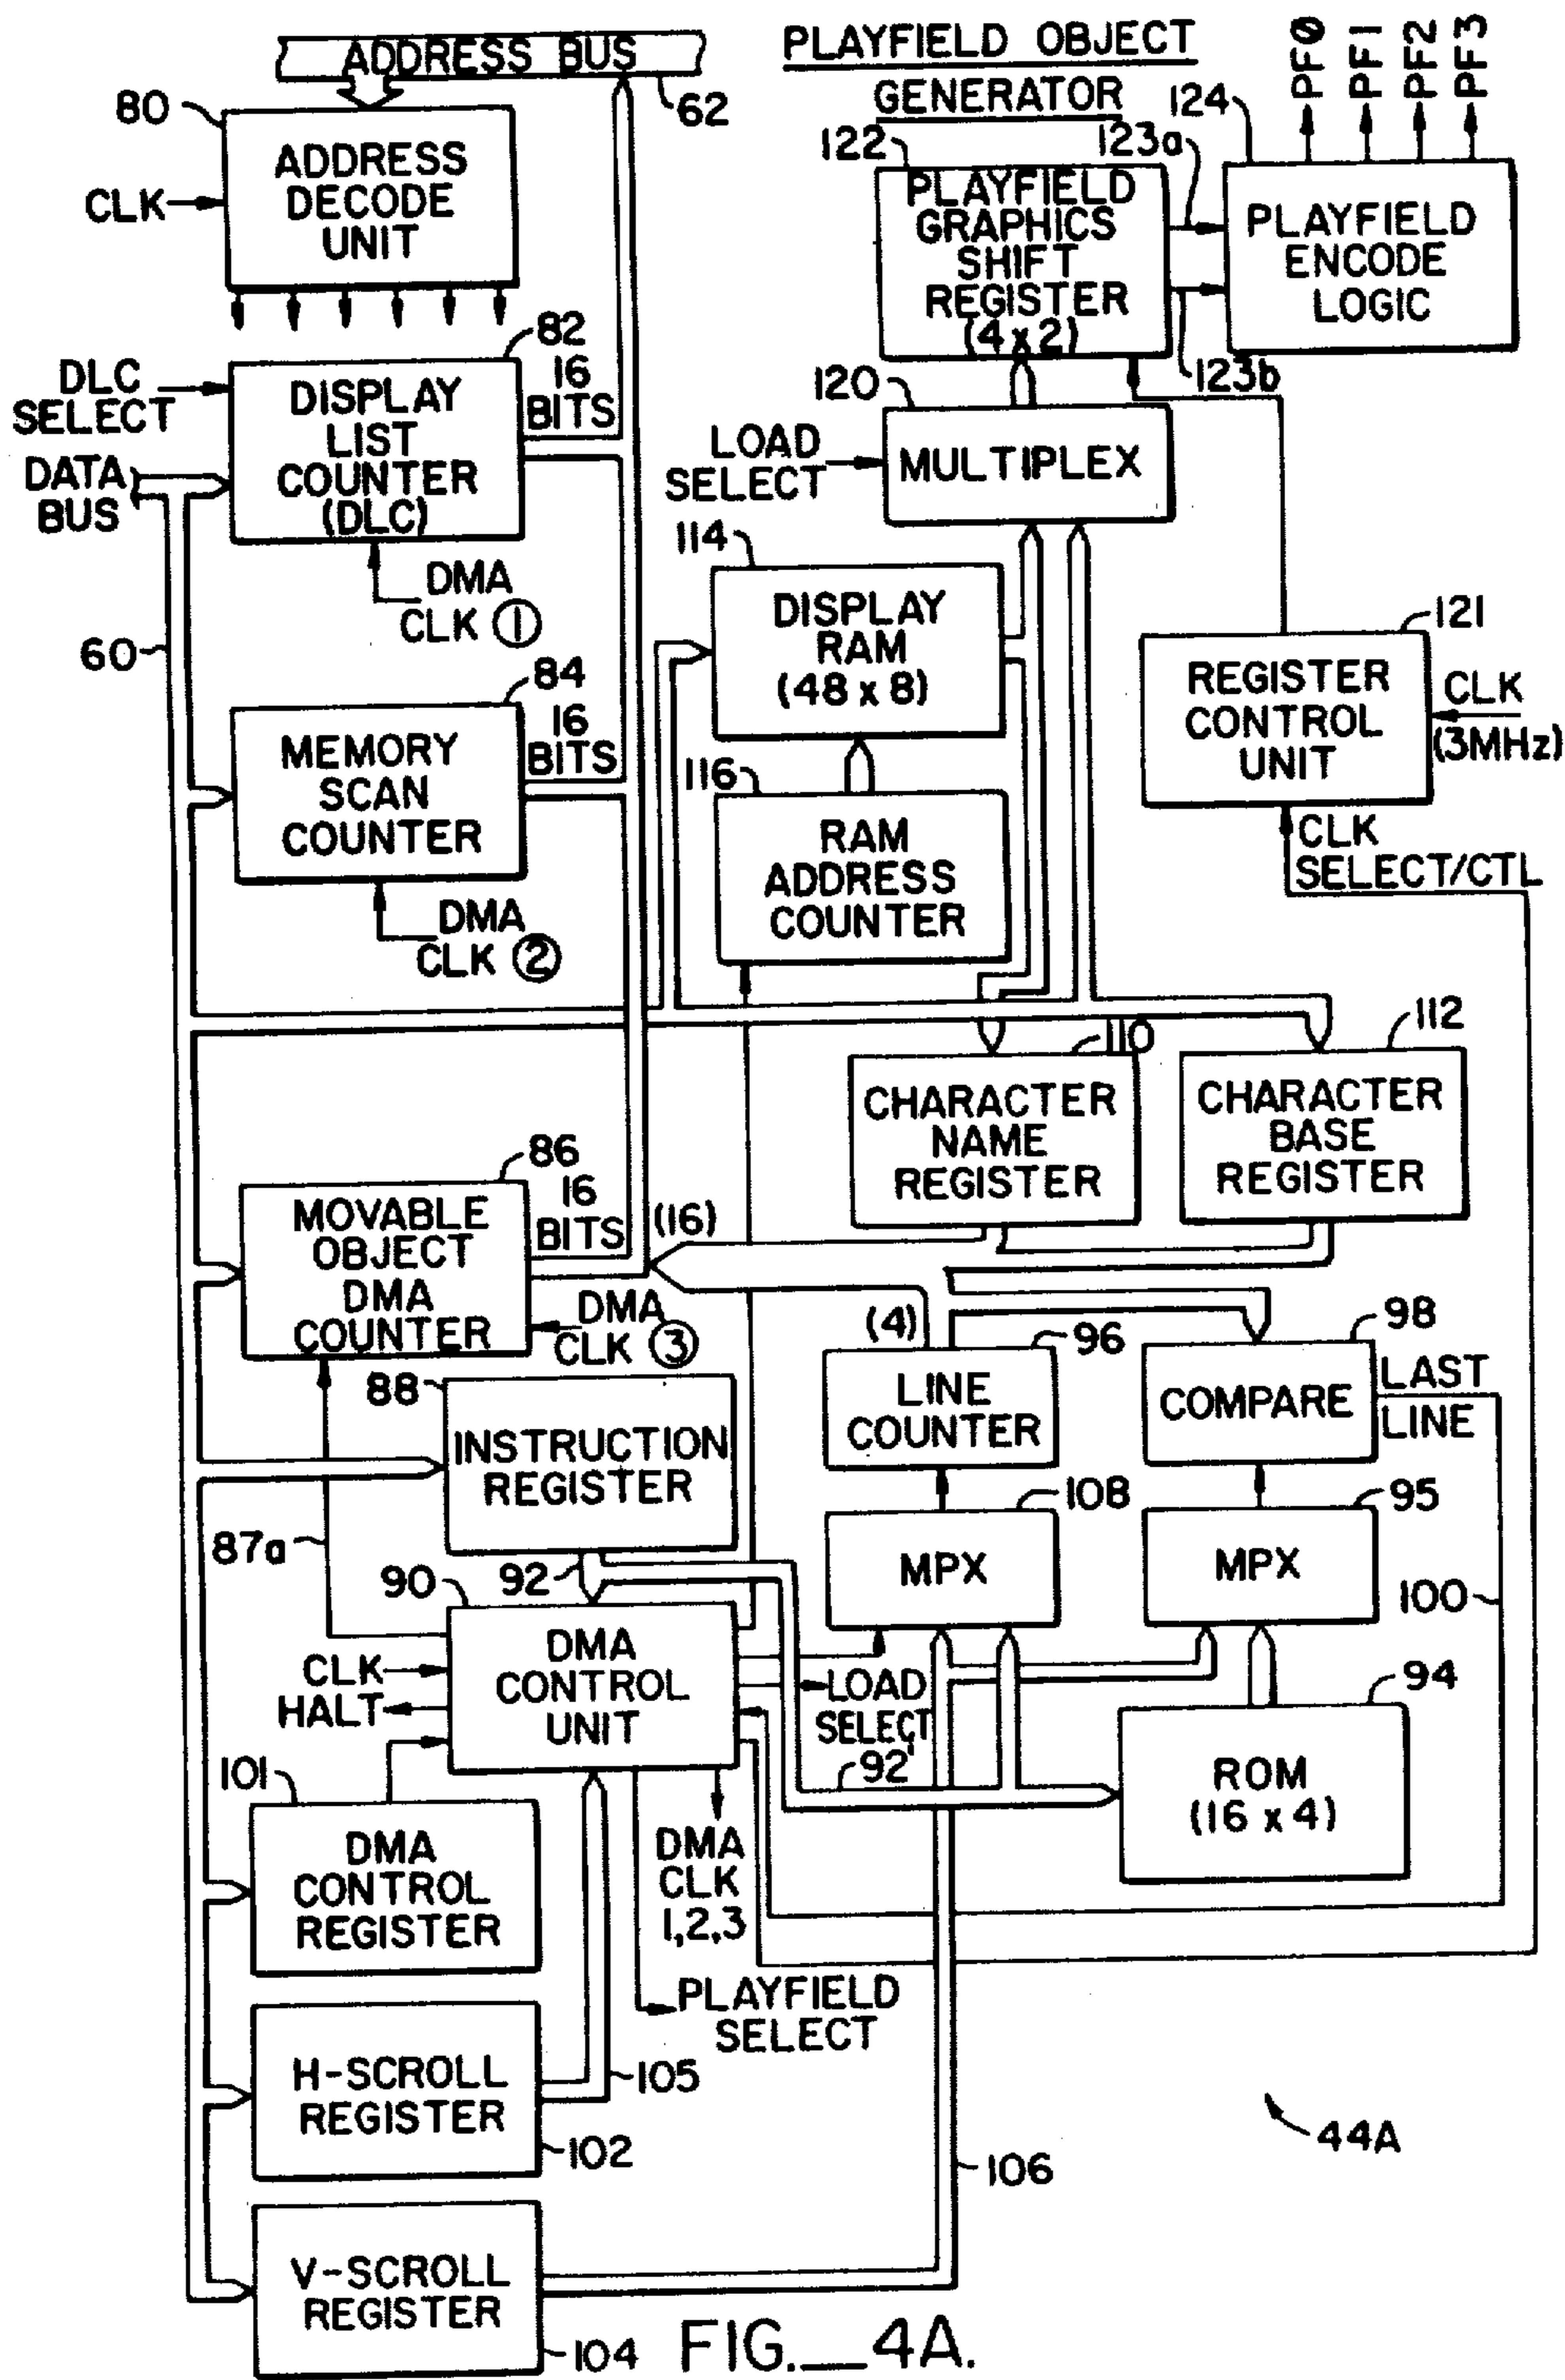 ADDRESS BUS
62
80
ADDRESS
DECODE
UNIT
CLK
82
DLC
SELECT
DATA
BUS
DISPLAY
LIST
COUNTER
(DLC)
16
BITS
DMA
CLK ①
60
84
MEMORY
SCAN
COUNTER
16
BITS
DMA
CLK ②
86
MOVABLE
OBJECT
DMA
COUNTER
16
BITS
(16)
DMA
CLK ③
88
INSTRUCTION
REGISTER
87a
90
92
DMA
CONTROL
UNIT
CLK
HALT
LOAD
SELECT
92'
101
DMA
CONTROL
REGISTER
DMA
CLK
1,2,3
PLAYFIELD
SELECT
H-SCROLL
REGISTER
102
105
V-SCROLL
REGISTER
104
106
PLAYFIELD OBJECT
GENERATOR
PF0
PF1
PF2
PF3
122
PLAYFIELD
GRAPHICS
SHIFT
REGISTER
(4 x 2)
123a
123b
124
PLAYFIELD
ENCODE
LOGIC
120
LOAD
SELECT
MULTIPLEX
114
DISPLAY
RAM
(48 x 8)
121
REGISTER
CONTROL
UNIT
CLK
(3MHz)
CLK
SELECT/CTL
116
RAM
ADDRESS
COUNTER
110
CHARACTER
NAME
REGISTER
112
CHARACTER
BASE
REGISTER
(4)
96
LINE
COUNTER
98
COMPARE
LAST
LINE
108
MPX
95
MPX
100
94
ROM
(16 x 4)
44A
FIG.__4A.